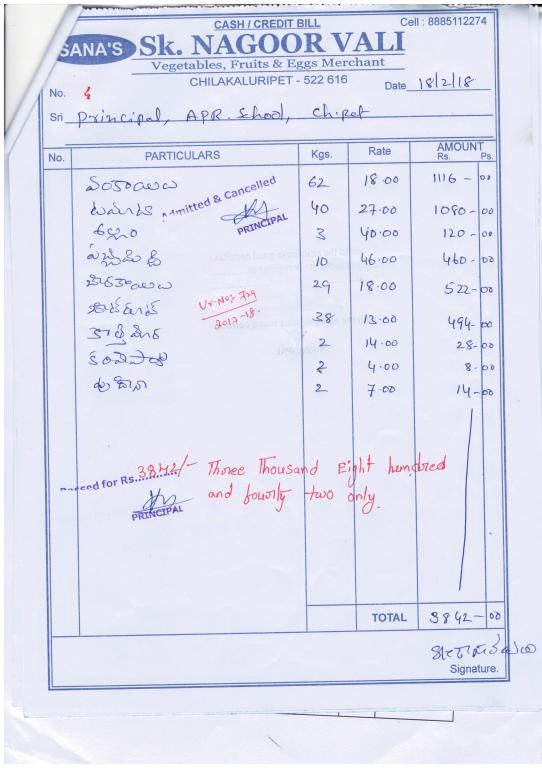 CASH / CREDIT BILL
Cell : 8885112274
SANA'S Sk. NAGOOR VALI
Vegetables, Fruits & Eggs Merchant
CHILAKALURIPET - 522 616
No. 4
Date 18/2/18
Sri Principal, APR. School, Chipet
No. PARTICULARS Kgs. Rate AMOUNT Rs. Ps.
వంకాయలు 62 18.00 1116-00
టమాట 40 27.00 1080-00
అల్లం 3 40.00 120-00
పచ్చిమిర్చి 10 46.00 460-00
బీరకాయలు 29 18.00 522-00
38 13.00 494-00
కొత్తిమీర 2 14.00 28-00
కరివేపాకు 2 4.00 8.00
పుదీనా 2 7.00 14-00
Admitted & Cancelled
PRINCIPAL
Vr.No: 729
2017-18.
Passed for Rs............ 3842/- Three Thousand Eight hundred
and fourty two only.
PRINCIPAL
TOTAL 3842-00
Signature.